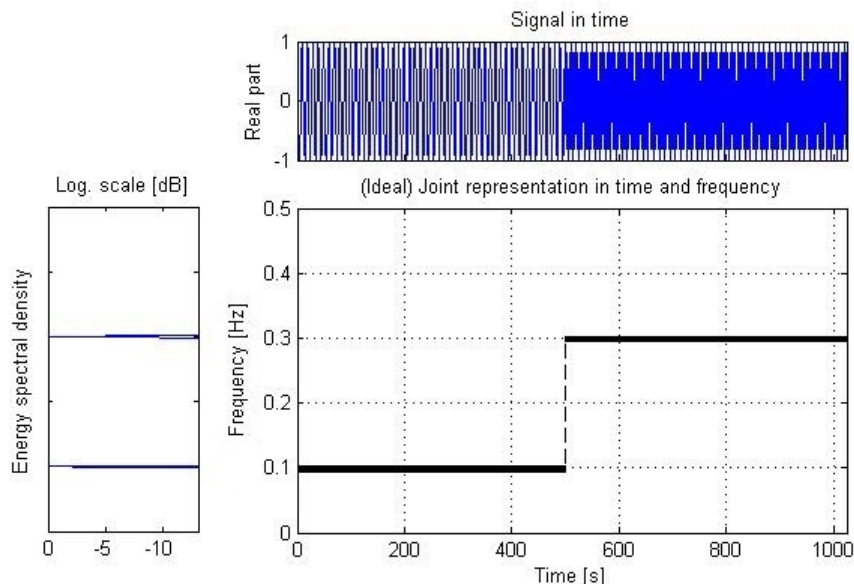 Signal in time
Real part
1
0
-1
Log. scale [dB]
Energy spectral density
0
-5
-10
(Ideal) Joint representation in time and frequency
Frequency [Hz]
0.5
0.4
0.3
0.2
0.1
0
0
200
400
600
800
1000
Time [s]